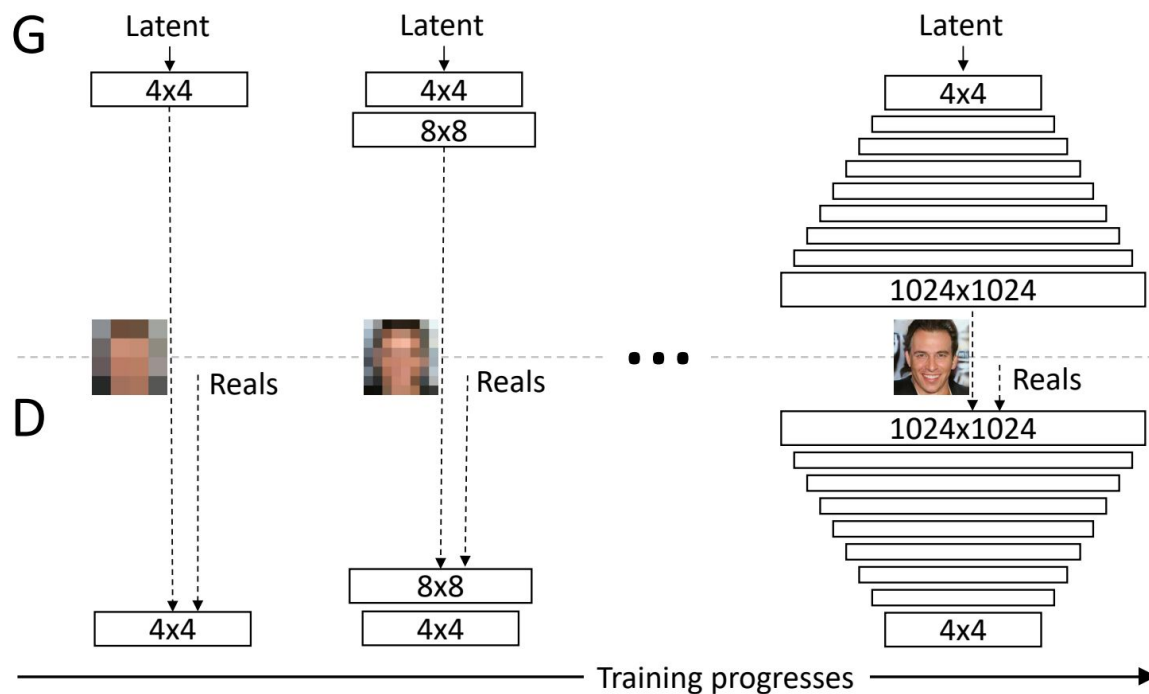 G
Latent
Latent
Latent
4x4
4x4
4x4
8x8
1024x1024
Reals
Reals
Reals
D
1024x1024
8x8
4x4
4x4
4x4
Training progresses